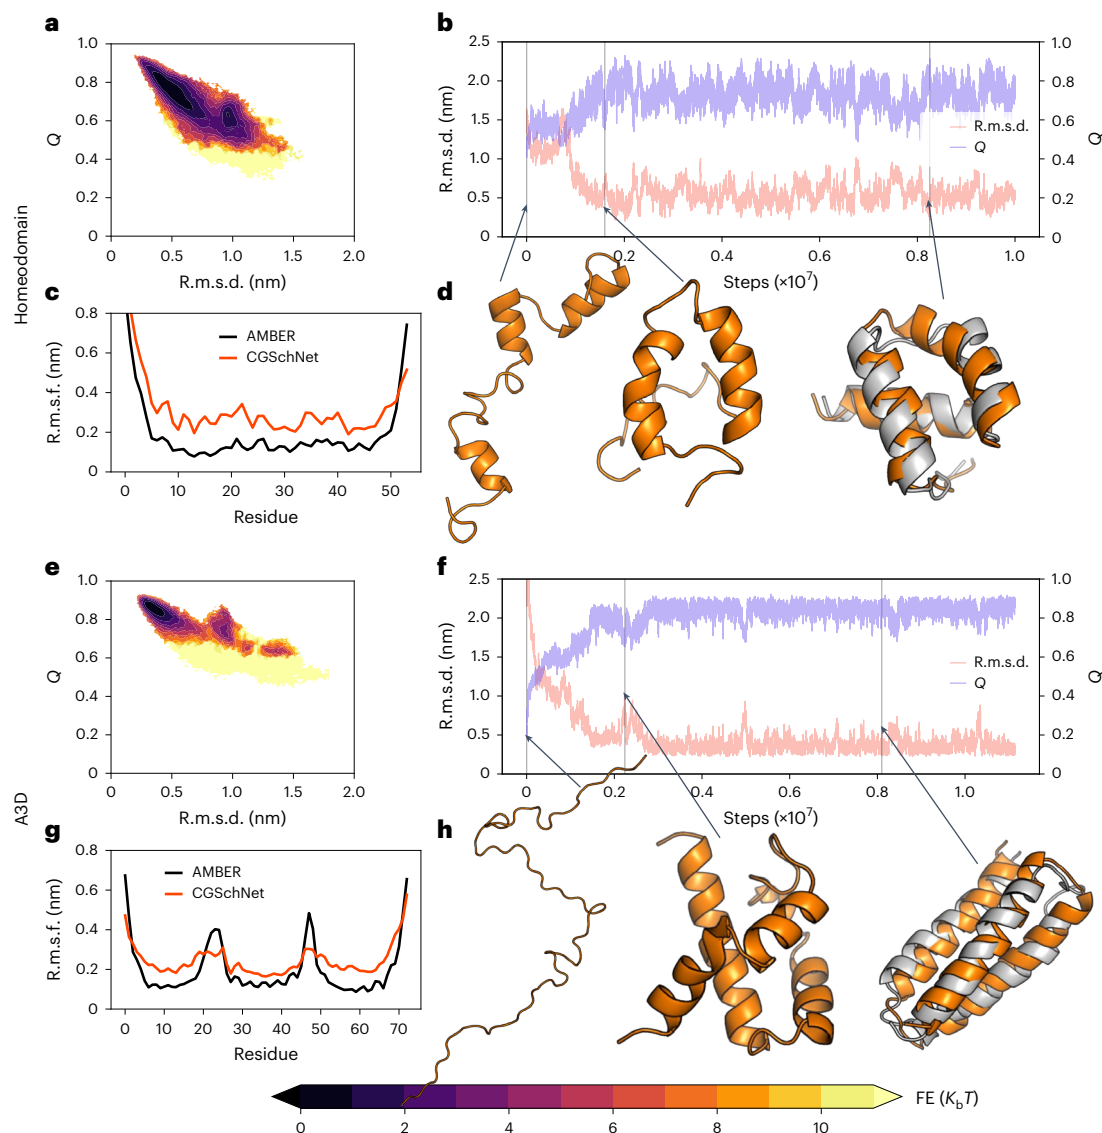 a
b
1.0
0.8
0.6
0.4
0.2
0
Q
0
0.5
1.0
1.5
2.0
R.m.s.d. (nm)
2.5
2.0
1.5
1.0
0.5
0
R.m.s.d. (nm)
1.0
0.8
0.6
0.4
0.2
0
Q
R.m.s.d.
Q
0
0.2
0.4
0.6
0.8
1.0
Steps (×10⁷)
Homeodomain
c
d
0.8
0.6
0.4
0.2
0
R.m.s.f. (nm)
AMBER
CGSchNet
0
10
20
30
40
50
Residue
e
f
1.0
0.8
0.6
0.4
0.2
0
Q
0
0.5
1.0
1.5
2.0
R.m.s.d. (nm)
2.5
2.0
1.5
1.0
0.5
0
R.m.s.d. (nm)
1.0
0.8
0.6
0.4
0.2
0
Q
R.m.s.d.
Q
0
0.2
0.4
0.6
0.8
1.0
Steps (×10⁷)
A3D
g
h
0.8
0.6
0.4
0.2
0
R.m.s.f. (nm)
AMBER
CGSchNet
0
10
20
30
40
50
60
70
Residue
FE (K_bT)
0
2
4
6
8
10